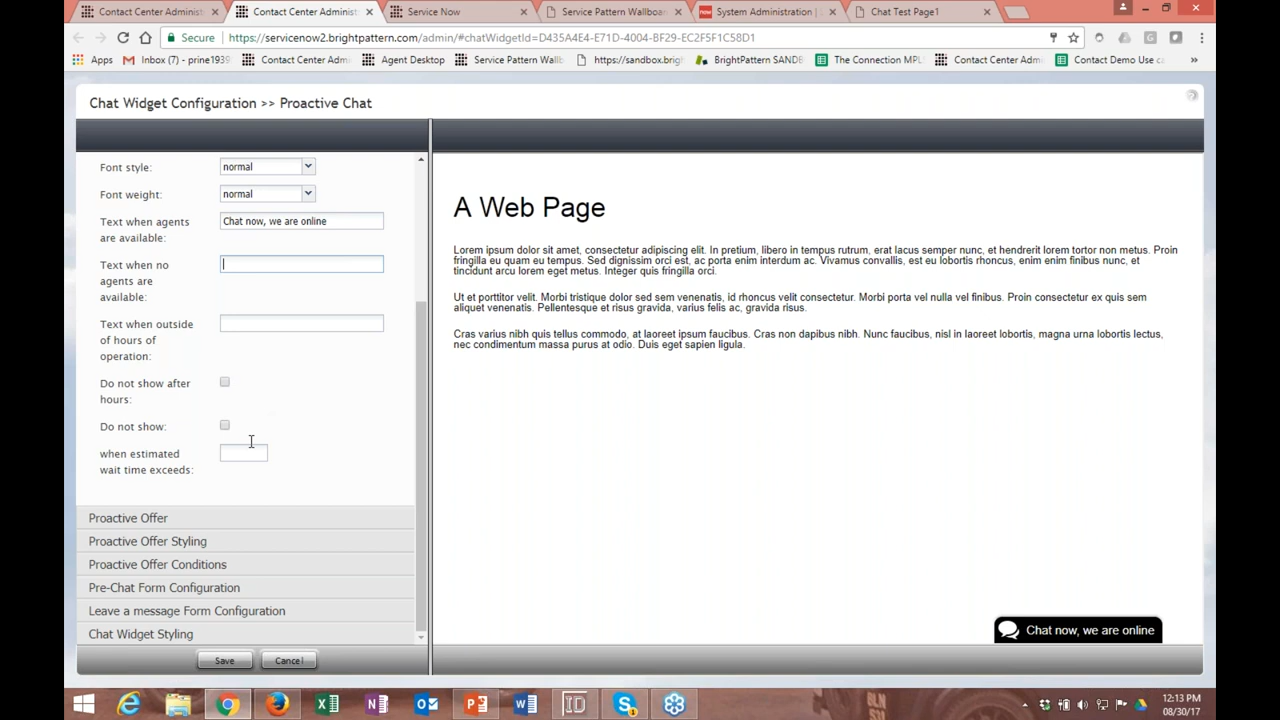 Contact Center Administ
Contact Center Administ
Service Now
Service Pattern Wallboa
System Administration |
Chat Test Page1
Secure
https://servicenow2.brightpattern.com/admin/#chatWidgetId=D435A4E4-E71D-4004-BF29-EC2F5F1C58D1
Apps
Inbox (7) - prine1939
Contact Center Adm
Agent Desktop
Service Pattern Wallb
https://sandbox.brig
BrightPattern SANDB
The Connection MPL
Contact Center Adm
Contact Demo Use c
»
Chat Widget Configuration >> Proactive Chat
Font style:
normal
Font weight:
normal
Text when agents
are available:
Chat now, we are online
Text when no
agents are
available:
Text when outside
of hours of
operation:
Do not show after
hours:
Do not show:
when estimated
wait time exceeds:
Proactive Offer
Proactive Offer Styling
Proactive Offer Conditions
Pre-Chat Form Configuration
Leave a message Form Configuration
Chat Widget Styling
Save
Cancel
A Web Page
Lorem ipsum dolor sit amet, consectetur adipiscing elit. In pretium, libero in tempus rutrum, erat lacus semper nunc, et hendrerit lorem tortor non metus. Proin
fringilla eu quam eu tempus. Sed dignissim orci est, ac porta enim interdum ac. Vivamus convallis, est eu lobortis rhoncus, enim enim finibus nunc, et
tincidunt arcu lorem eget metus. Integer quis fringilla orci.
Ut et porttitor velit. Morbi tristique dolor sed sem venenatis, id rhoncus velit consectetur. Morbi porta vel nulla vel finibus. Proin consectetur ex quis sem
aliquet venenatis. Pellentesque et risus gravida, varius felis ac, gravida risus.
Cras varius nibh quis tellus commodo, at laoreet ipsum faucibus. Cras non dapibus nibh. Nunc faucibus, nisl in laoreet lobortis, magna urna lobortis lectus,
nec condimentum massa purus at odio. Duis eget sapien ligula.
Chat now, we are online
12:13 PM
08/30/17